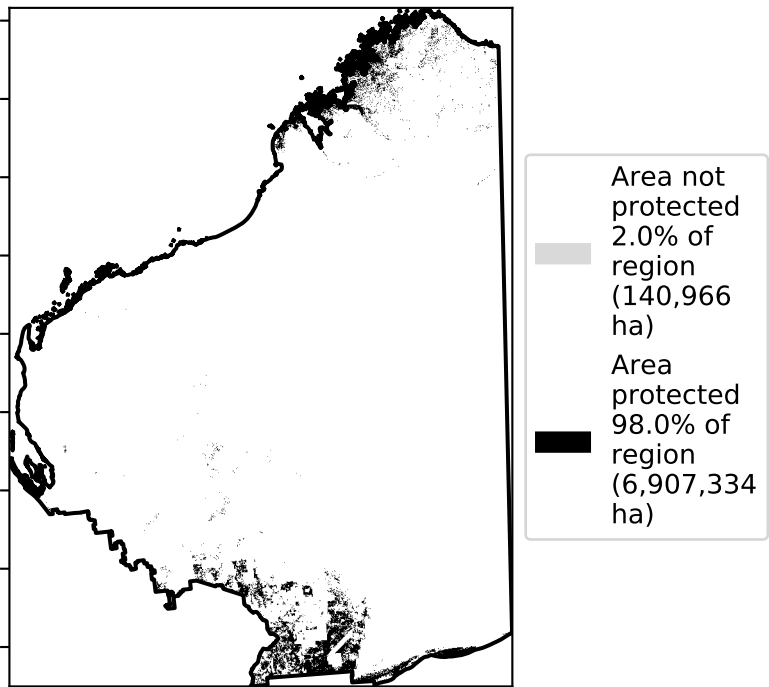 Area not
protected
2.0% of
region
(140,966
ha)
Area
protected
98.0% of
region
(6,907,334
ha)